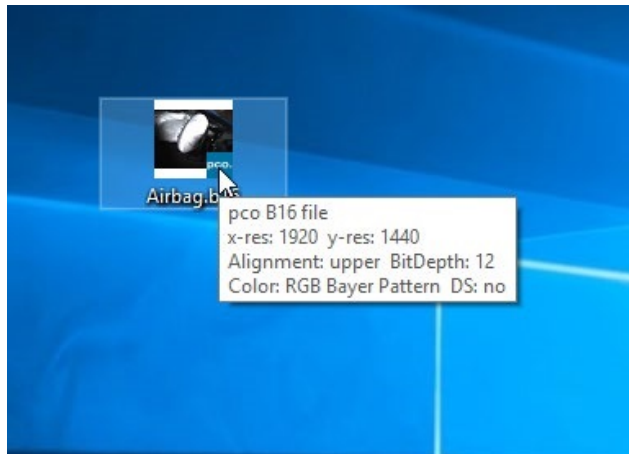 pco.
Airbag.b16
pco B16 file
x-res: 1920 y-res: 1440
Alignment: upper BitDepth: 12
Color: RGB Bayer Pattern DS: no